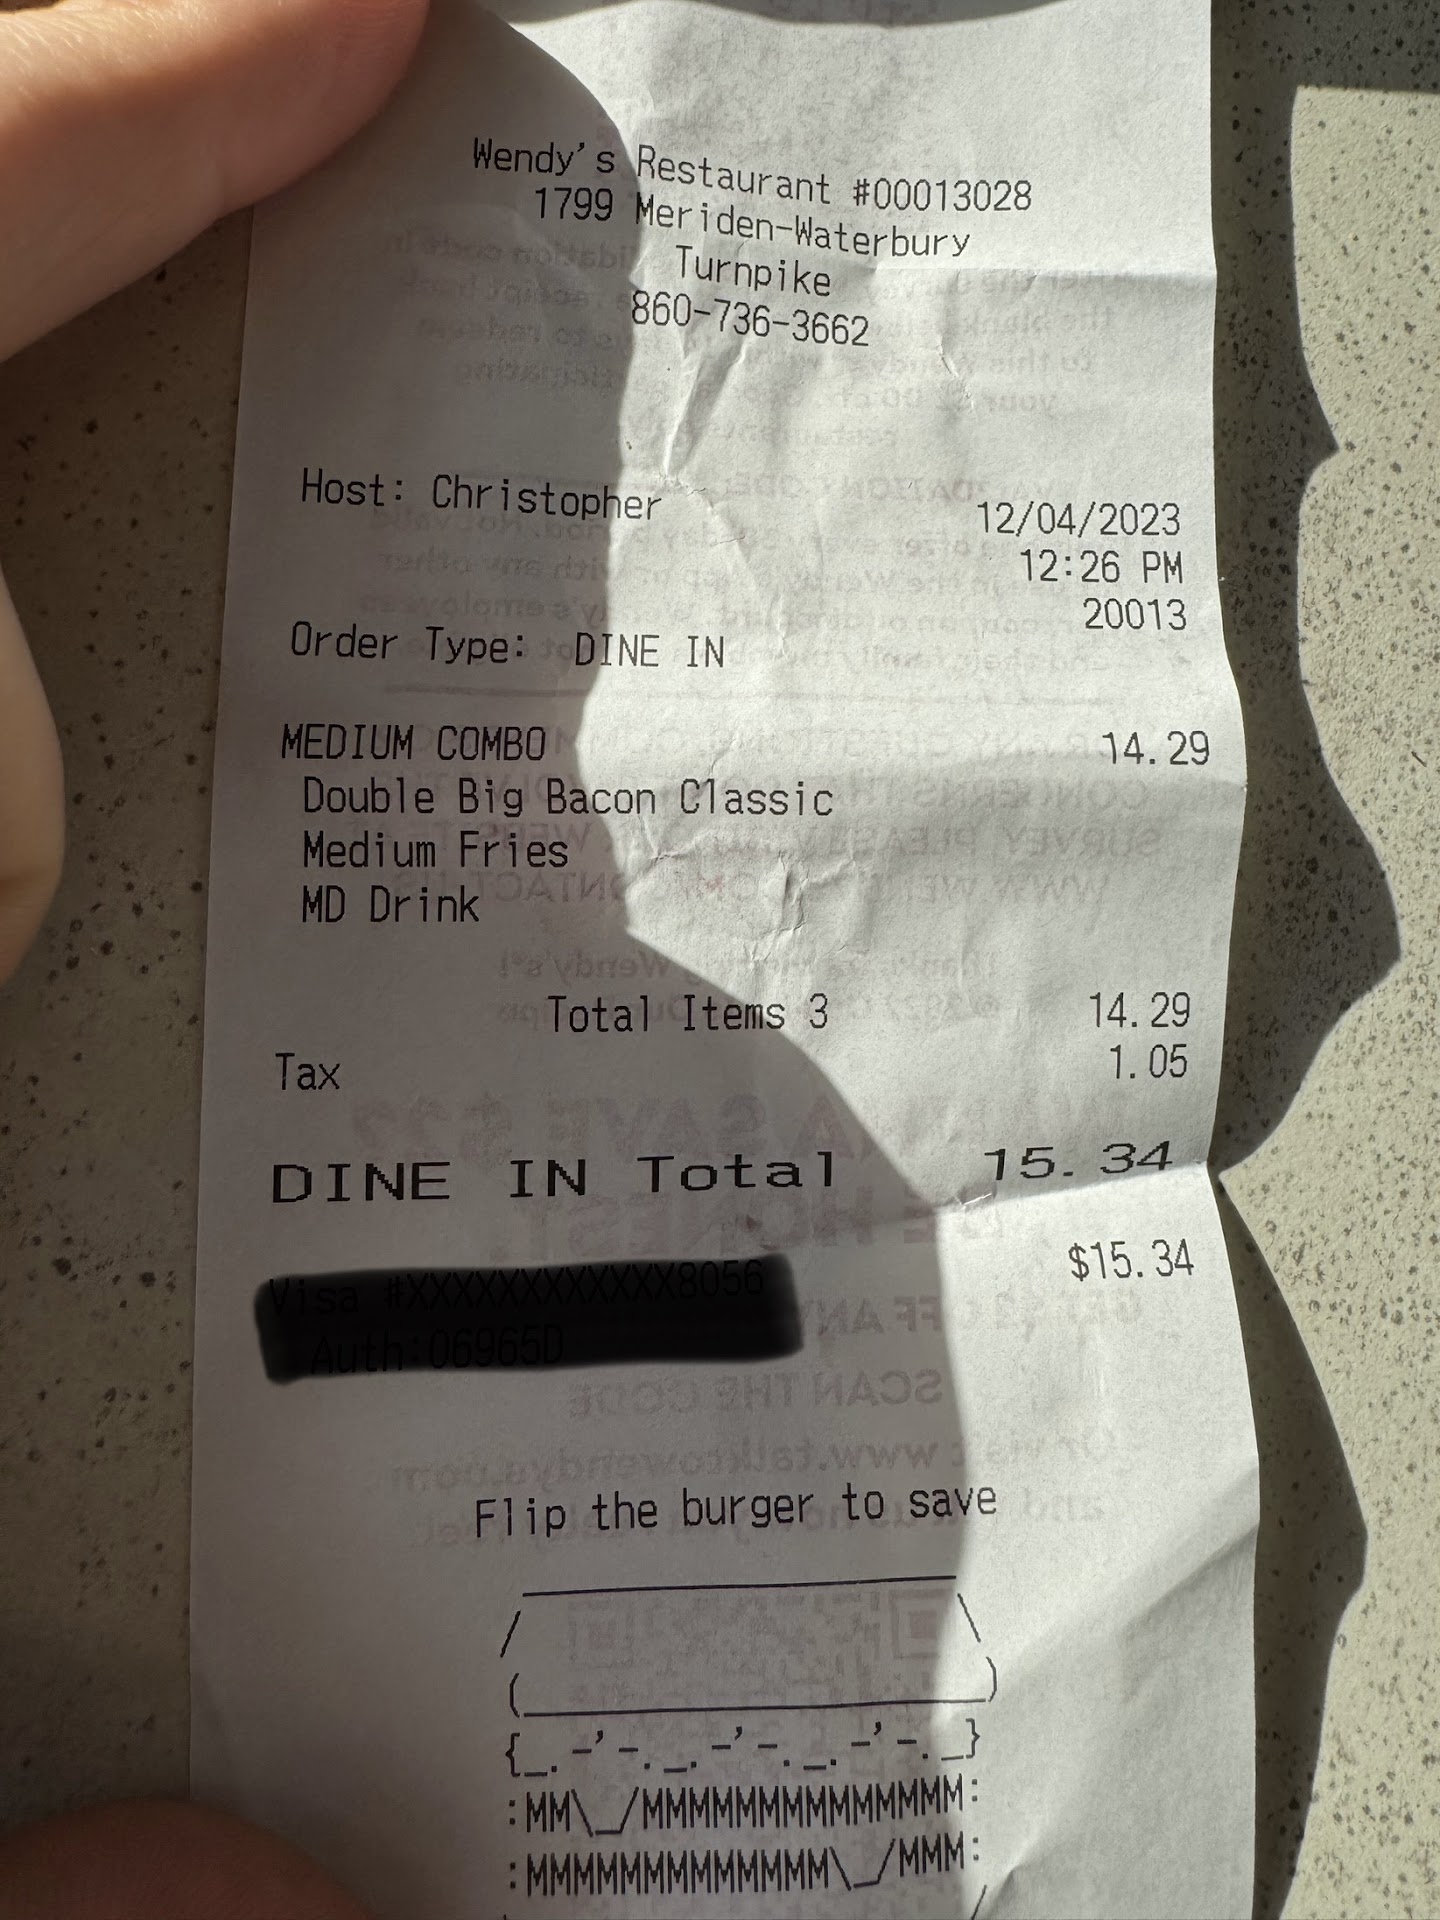 Wendy's Restaurant #00013028
1799 Meriden-Waterbury
Turnpike
860-736-3662
Host: Christopher
12/04/2023
12:26 PM
20013
Order Type: DINE IN
MEDIUM COMBO 14.29
Double Big Bacon Classic
Medium Fries
MD Drink
Total Items 3 14.29
Tax 1.05
DINE IN Total 15.34
$15.34
Flip the burger to save